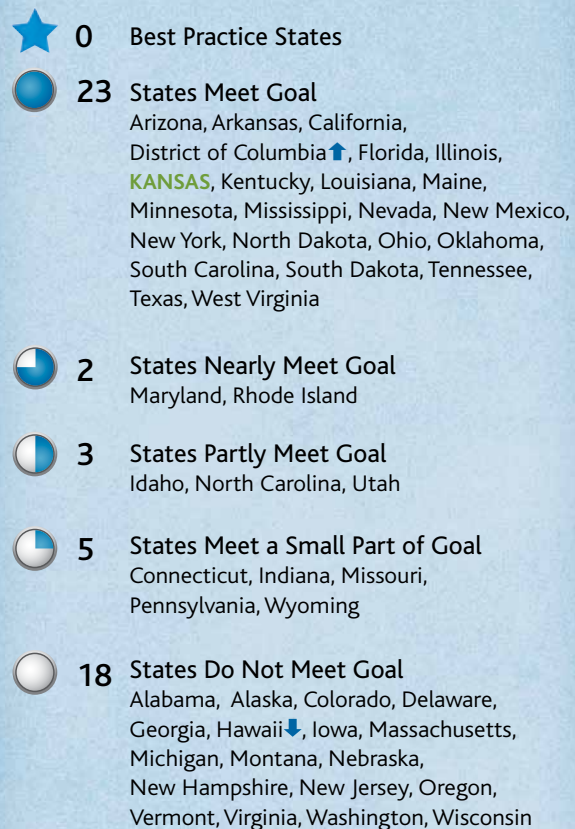 0 Best Practice States
23 States Meet Goal
Arizona, Arkansas, California,
District of Columbia⬆, Florida, Illinois,
KANSAS, Kentucky, Louisiana, Maine,
Minnesota, Mississippi, Nevada, New Mexico,
New York, North Dakota, Ohio, Oklahoma,
South Carolina, South Dakota, Tennessee,
Texas, West Virginia
2 States Nearly Meet Goal
Maryland, Rhode Island
3 States Partly Meet Goal
Idaho, North Carolina, Utah
5 States Meet a Small Part of Goal
Connecticut, Indiana, Missouri,
Pennsylvania, Wyoming
18 States Do Not Meet Goal
Alabama, Alaska, Colorado, Delaware,
Georgia, Hawaii⬇, Iowa, Massachusetts,
Michigan, Montana, Nebraska,
New Hampshire, New Jersey, Oregon,
Vermont, Virginia, Washington, Wisconsin